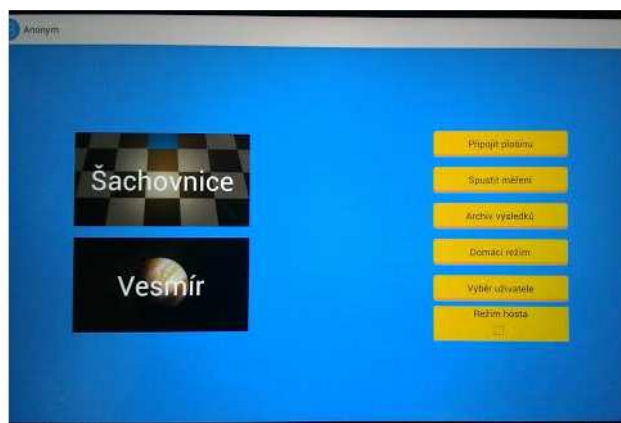 Anonym
Šachovnice
Vesmír
Připojit plošinu
Spustit měření
Archiv výsledků
Domácí režim
Výběr uživatele
Režim hosta